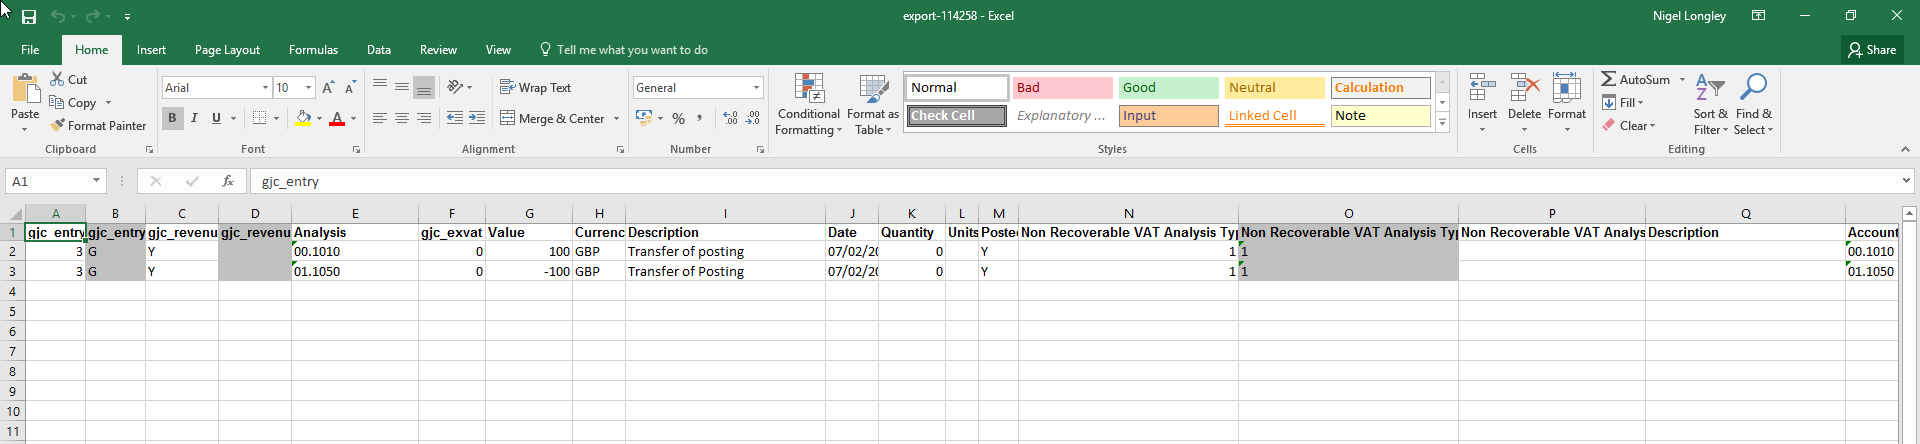 export-114258 - Excel
Nigel Longley
File Home Insert Page Layout Formulas Data Review View Tell me what you want to do
Share
Paste
Cut
Copy
Format Painter
Clipboard
Arial 10
B I U
Font
Wrap Text
Merge & Center
Alignment
General
%
Number
Conditional Formatting
Format as Table
Normal Bad Good Neutral Calculation
Check Cell Explanatory ... Input Linked Cell Note
Styles
Insert Delete Format
Cells
AutoSum
Fill
Clear
Sort & Filter
Find & Select
Editing
A1 fx gjc_entry
A B C D E F G H I J K L M N O P Q
1 gjc_entry gjc_entry gjc_revenu gjc_revenu Analysis gjc_exvat Value Currenc Description Date Quantity Units Poste Non Recoverable VAT Analysis Typ Non Recoverable VAT Analysis Ty Non Recoverable VAT Analys Description Account
2 3 G Y 00.1010 0 100 GBP Transfer of posting 07/02/20 0 Y 1 1 00.1010
3 3 G Y 01.1050 0 -100 GBP Transfer of Posting 07/02/20 0 Y 1 1 01.1050
4
5
6
7
8
9
10
11